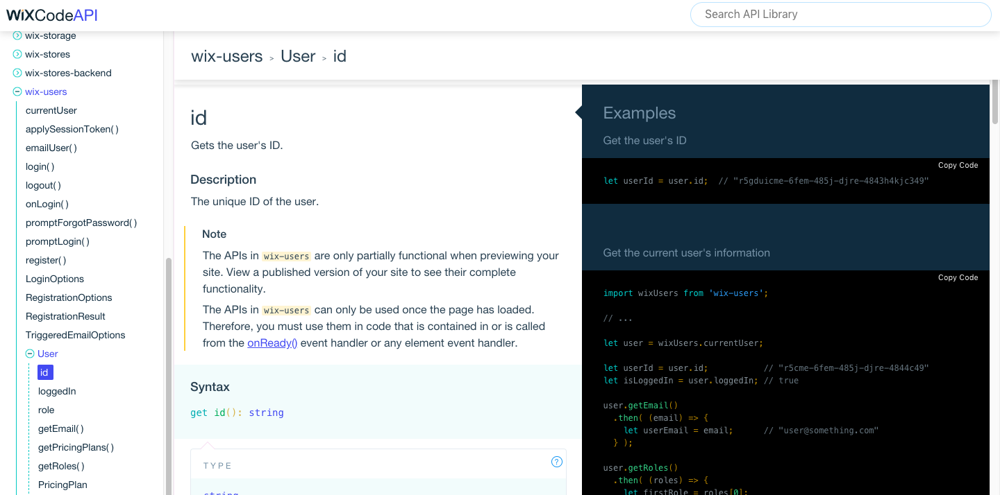 WiXCodeAPI
Search API Library
wix-storage
wix-stores
wix-stores-backend
wix-users
currentUser
applySessionToken( )
emailUser( )
login( )
logout( )
onLogin( )
promptForgotPassword( )
promptLogin( )
register( )
LoginOptions
RegistrationOptions
RegistrationResult
TriggeredEmailOptions
User
id
loggedIn
role
getEmail( )
getPricingPlans( )
getRoles( )
PricingPlan
wix-users > User > id
id
Gets the user's ID.
Description
The unique ID of the user.
Note
The APIs in wix-users are only partially functional when previewing your
site. View a published version of your site to see their complete
functionality.
The APIs in wix-users can only be used once the page has loaded.
Therefore, you must use them in code that is contained in or is called
from the onReady() event handler or any element event handler.
Syntax
get id(): string
TYPE
?
string
Examples
Get the user's ID
Copy Code
let userId = user.id;  // "r5gduicme-6fem-485j-djre-4843h4kjc349"
Get the current user's information
Copy Code
import wixUsers from 'wix-users';
// ...
let user = wixUsers.currentUser;
let userId = user.id;           // "r5cme-6fem-485j-djre-4844c49"
let isLoggedIn = user.loggedIn; // true
user.getEmail()
  .then( (email) => {
    let userEmail = email;      // "user@something.com"
  } );
user.getRoles()
  .then( (roles) => {
    let firstRole = roles[0];